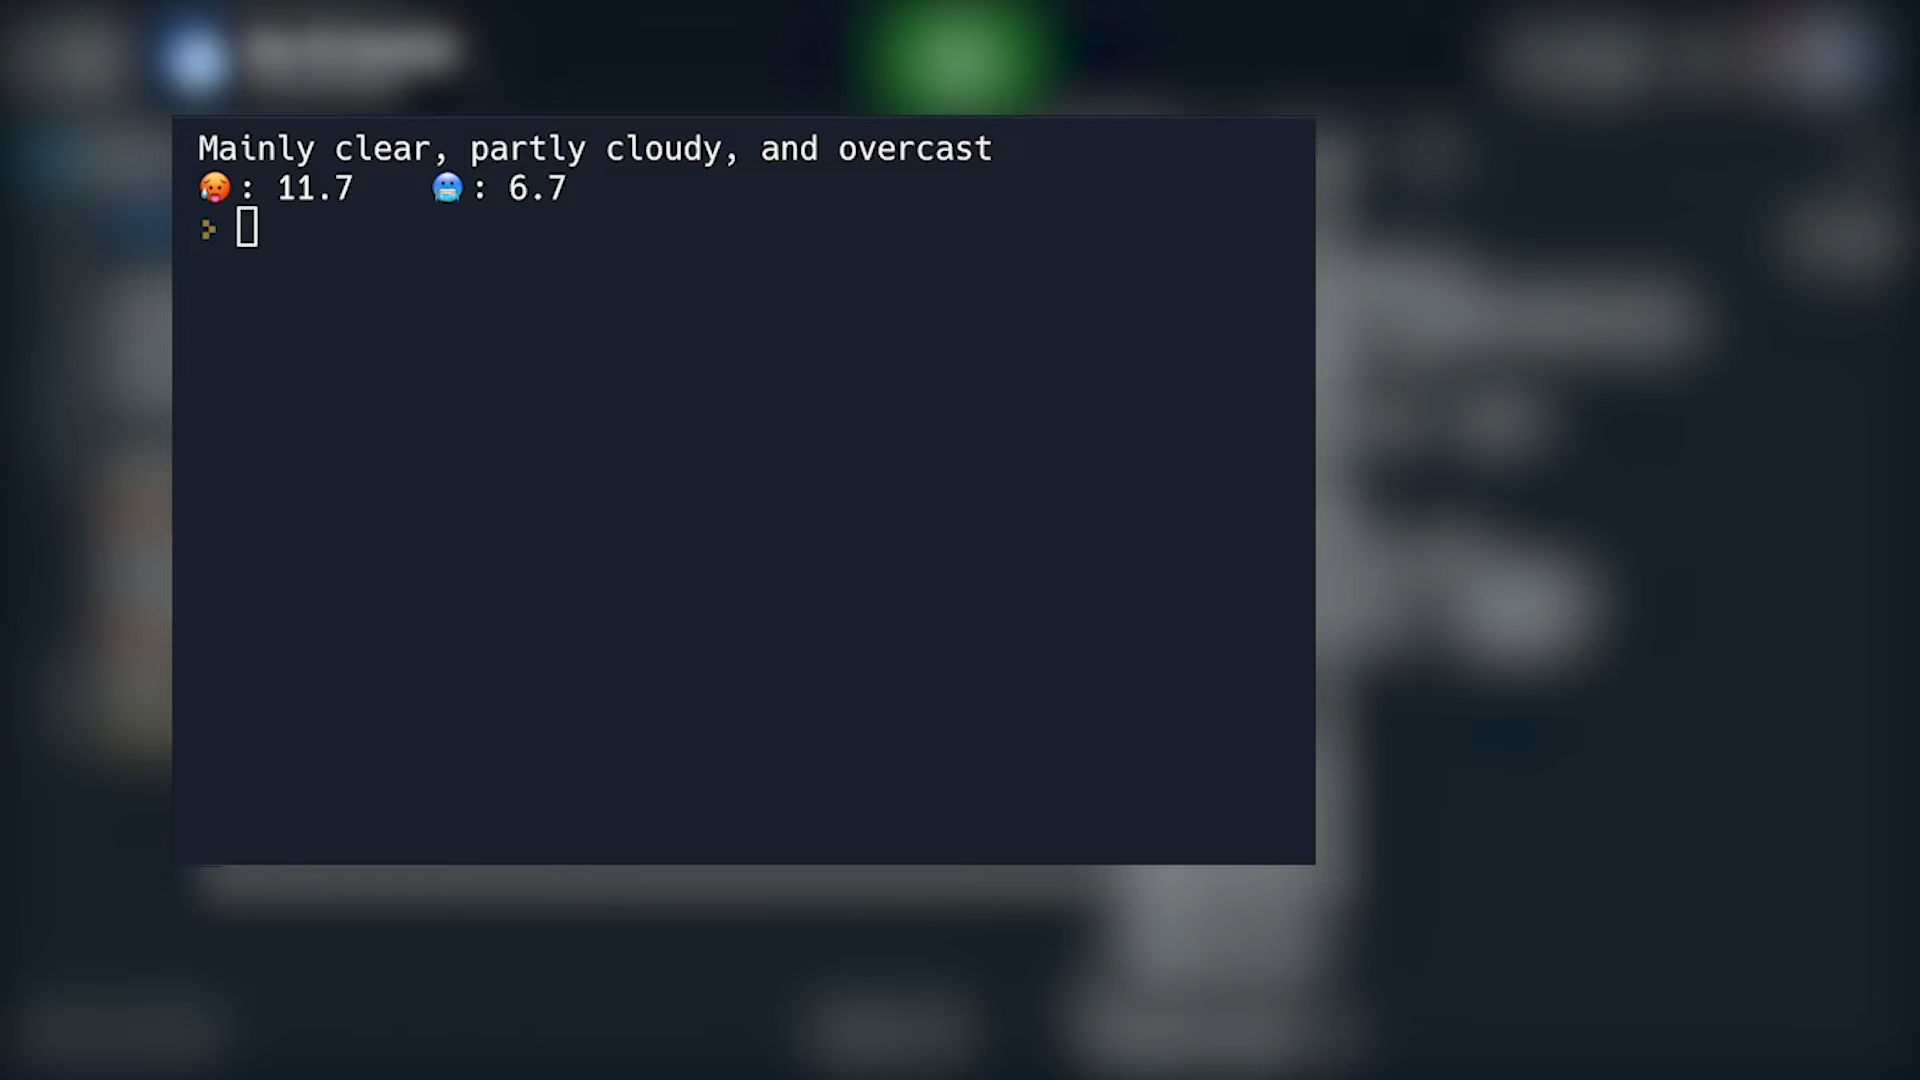 Mainly clear, partly cloudy, and overcast
🥵: 11.7    🥶: 6.7
>